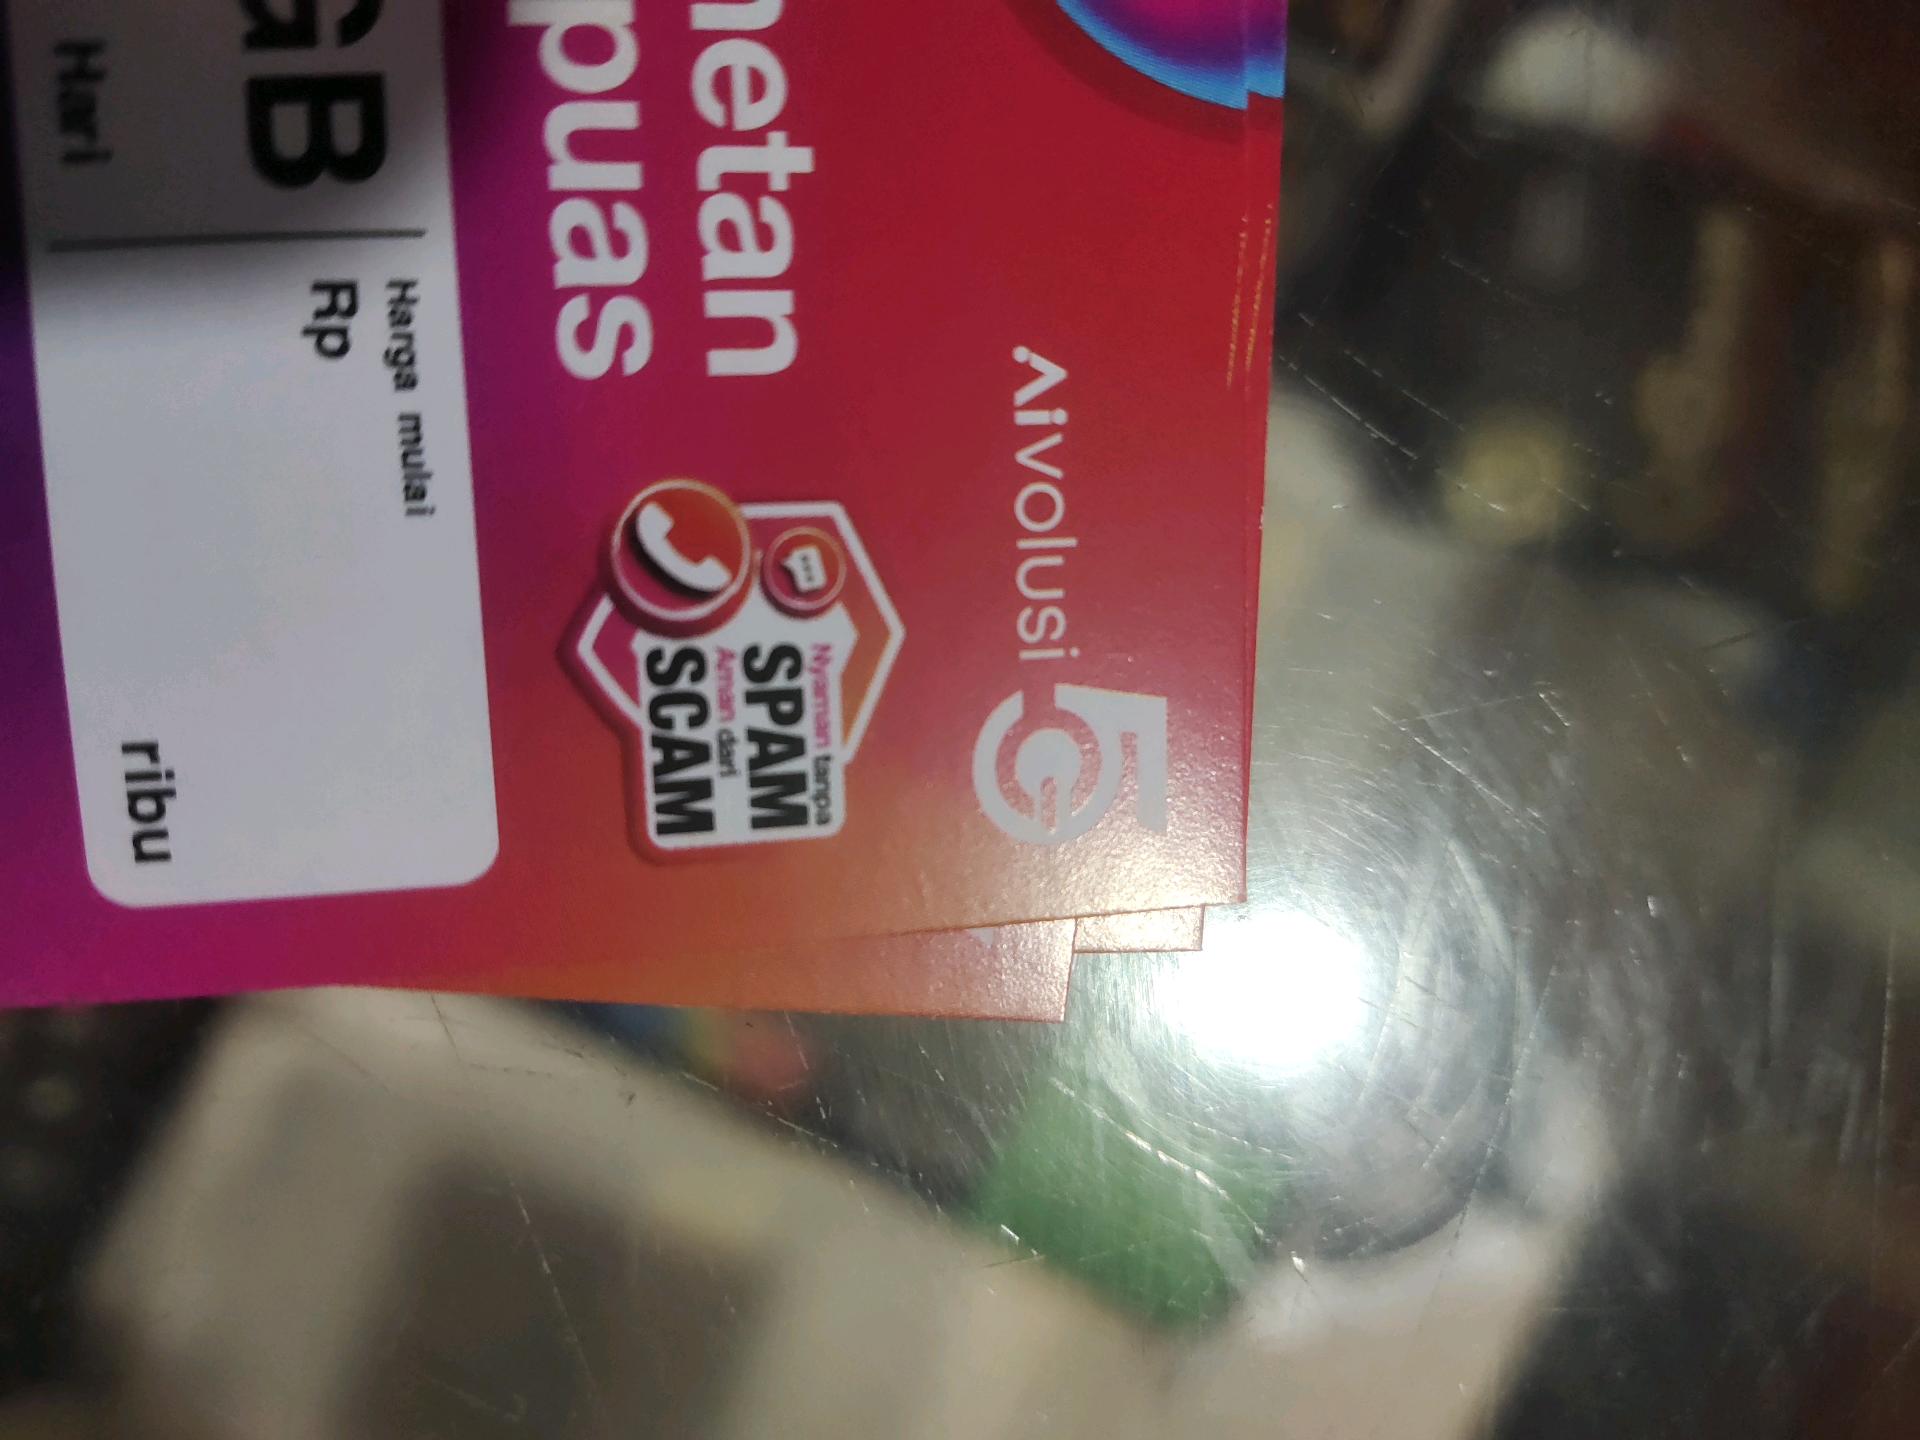 Aivolusi 5G
netan
puas
Nyaman tanpa
SPAM
Aman dari
SCAM
GB
Hari
Harga mulai
Rp
ribu